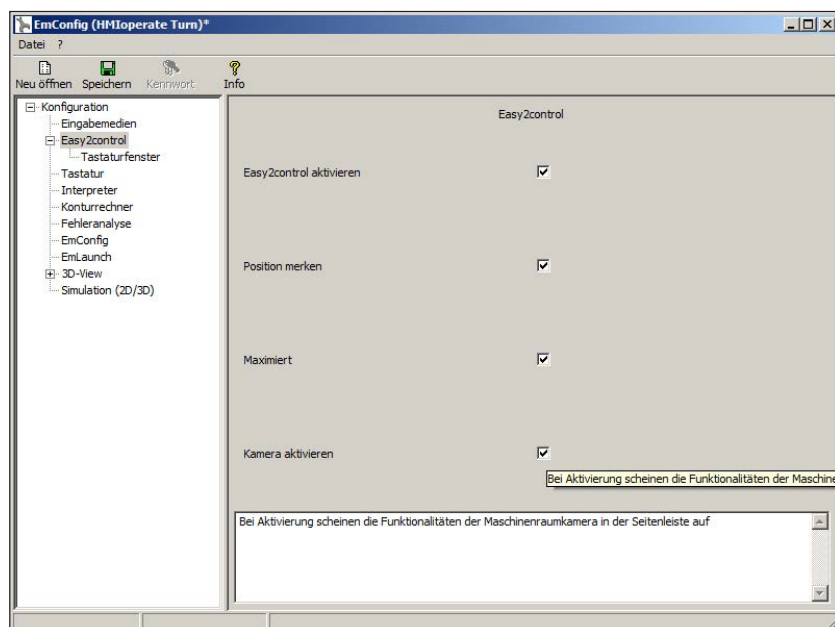 EmConfig (HMIoperate Turn)*
Datei ?
Neu öffnen Speichern Kennwort Info
Konfiguration
Eingabemedien
Easy2control
Tastaturfenster
Tastatur
Interpreter
Konturrechner
Fehleranalyse
EmConfig
EmLaunch
3D-View
Simulation (2D/3D)
Easy2control
Easy2control aktivieren
Position merken
Maximiert
Kamera aktivieren
Bei Aktivierung scheinen die Funktionalitäten der Maschine
Bei Aktivierung scheinen die Funktionalitäten der Maschinenraumkamera in der Seitenleiste auf